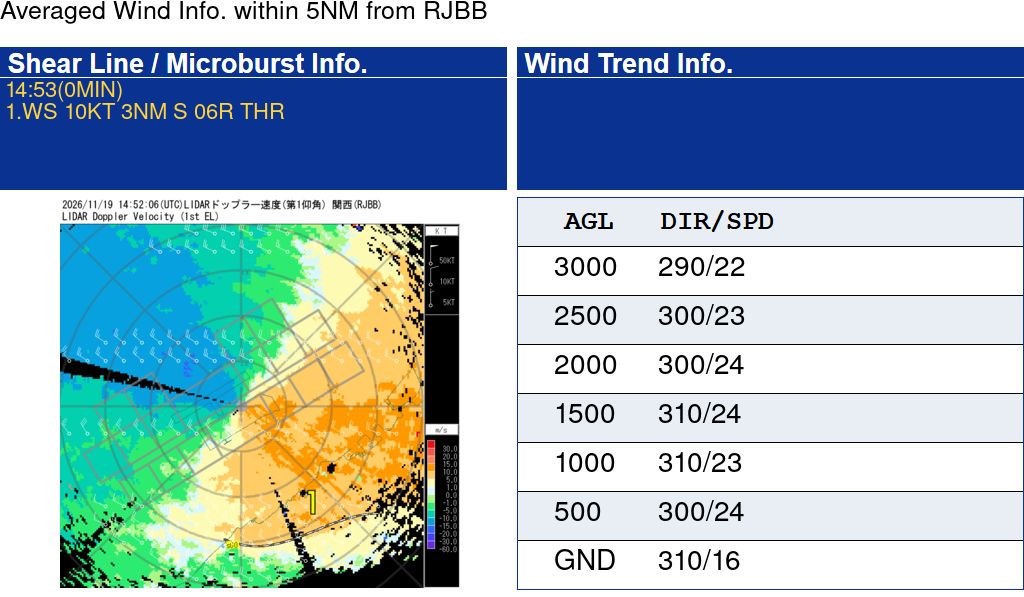 Averaged Wind Info. within 5NM from RJBB
Shear Line / Microburst Info.
14:53(0MIN)
1.WS 10KT 3NM S 06R THR
Wind Trend Info.
2026/11/19 14:52:06(UTC)LIDARドップラー速度(第1仰角) 関西(RJBB)
LIDAR Doppler Velocity (1st EL)
K T
50KT
10KT
5KT
1
m/s
30.0
20.0
15.0
10.0
5.0
1.0
0.0
-1.0
-5.0
-10.0
-15.0
-20.0
-30.0
-60.0
AGL DIR/SPD
3000 290/22
2500 300/23
2000 300/24
1500 310/24
1000 310/23
500 300/24
GND 310/16